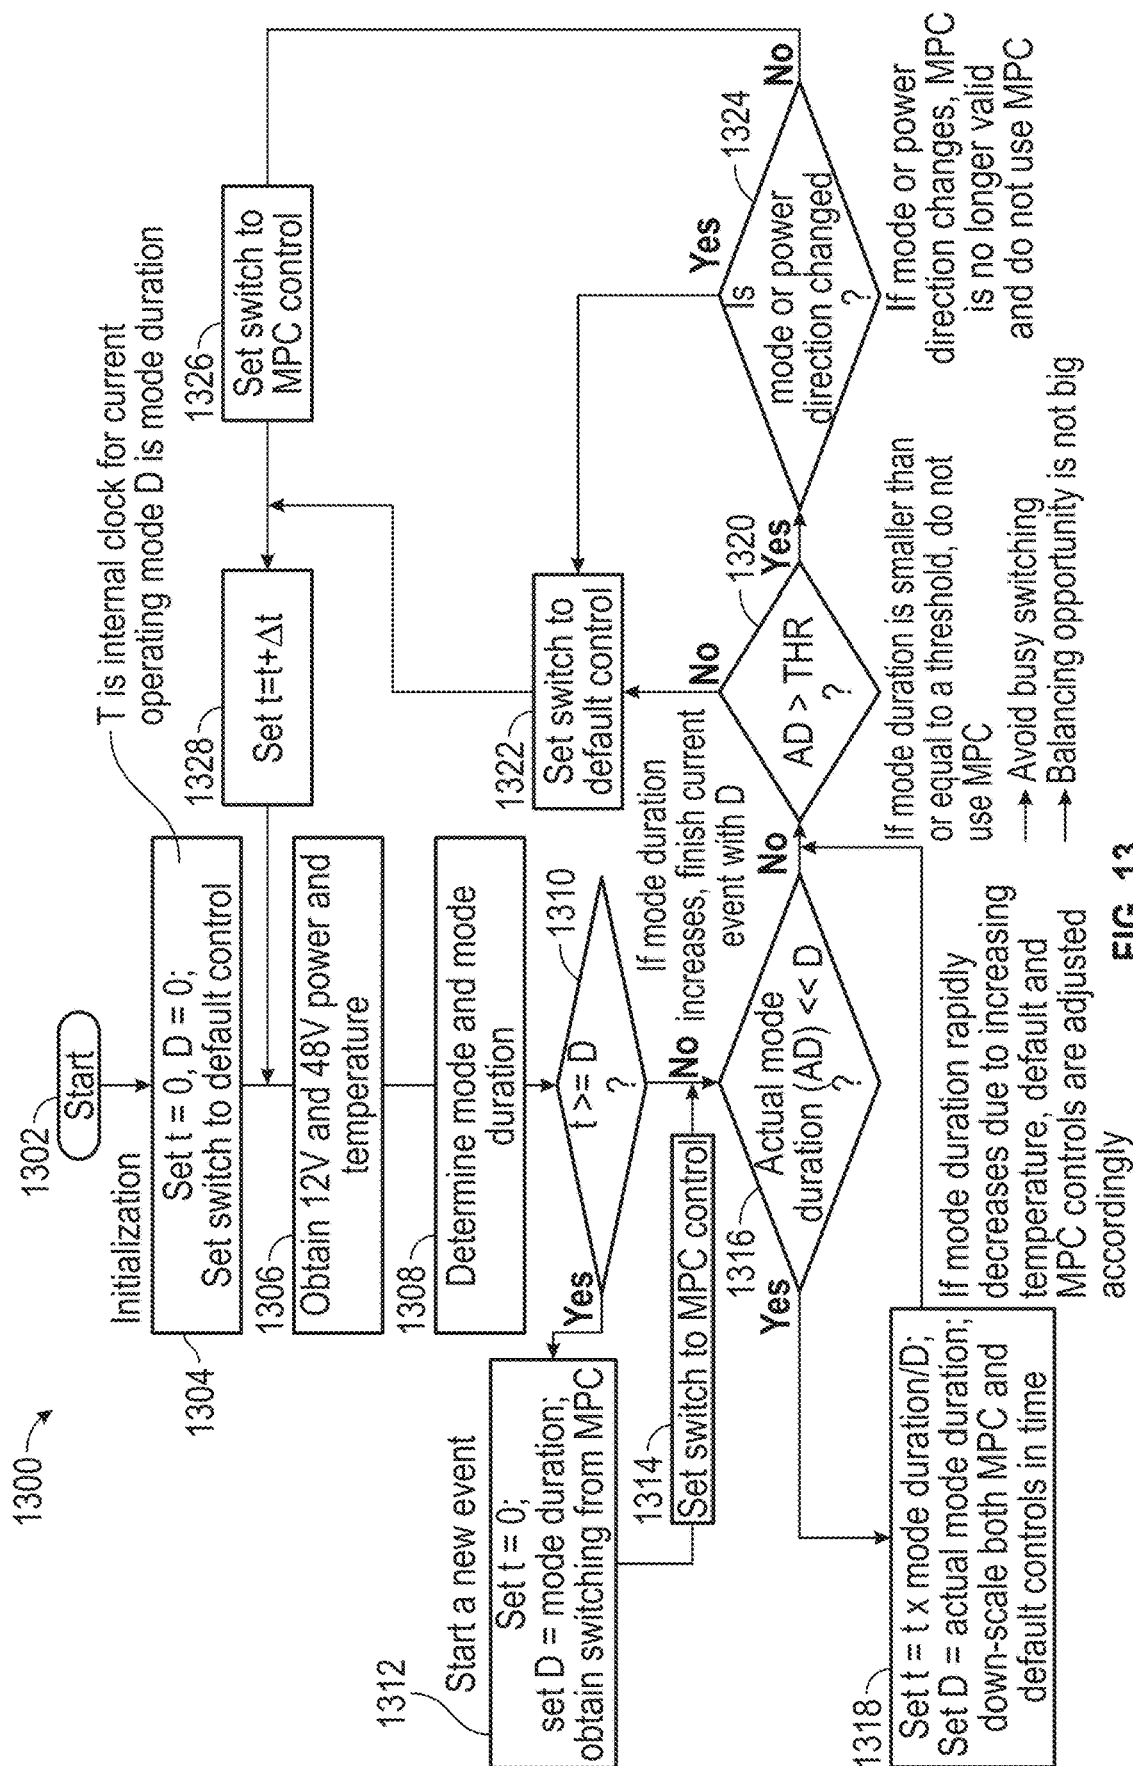 1300
1302
Start
Initialization
1304
Set t = 0, D = 0;
Set switch to default control
T is internal clock for current
operating mode D is mode duration
1306
Obtain 12V and 48V power and
temperature
1308
Determine mode and mode
duration
1310
t >= D
?
Yes
No
Start a new event
1312
Set t = 0;
set D = mode duration;
obtain switching from MPC
1314
Set switch to MPC control
If mode duration
increases, finish current
event with D
1316
Actual mode
duration (AD) << D
?
Yes
No
1318
Set t = t x mode duration/D;
Set D = actual mode duration;
down-scale both MPC and
default controls in time
If mode duration rapidly
decreases due to increasing
temperature, default and
MPC controls are adjusted
accordingly
1320
AD > THR
?
No
Yes
If mode duration is smaller than
or equal to a threshold, do not
use MPC
Avoid busy switching
Balancing opportunity is not big
1322
Set switch to
default control
1324
Is
mode or power
direction changed
?
Yes
No
If mode or power
direction changes, MPC
is no longer valid
and do not use MPC
1326
Set switch to
MPC control
1328
Set t=t+Δt
FIG. 13